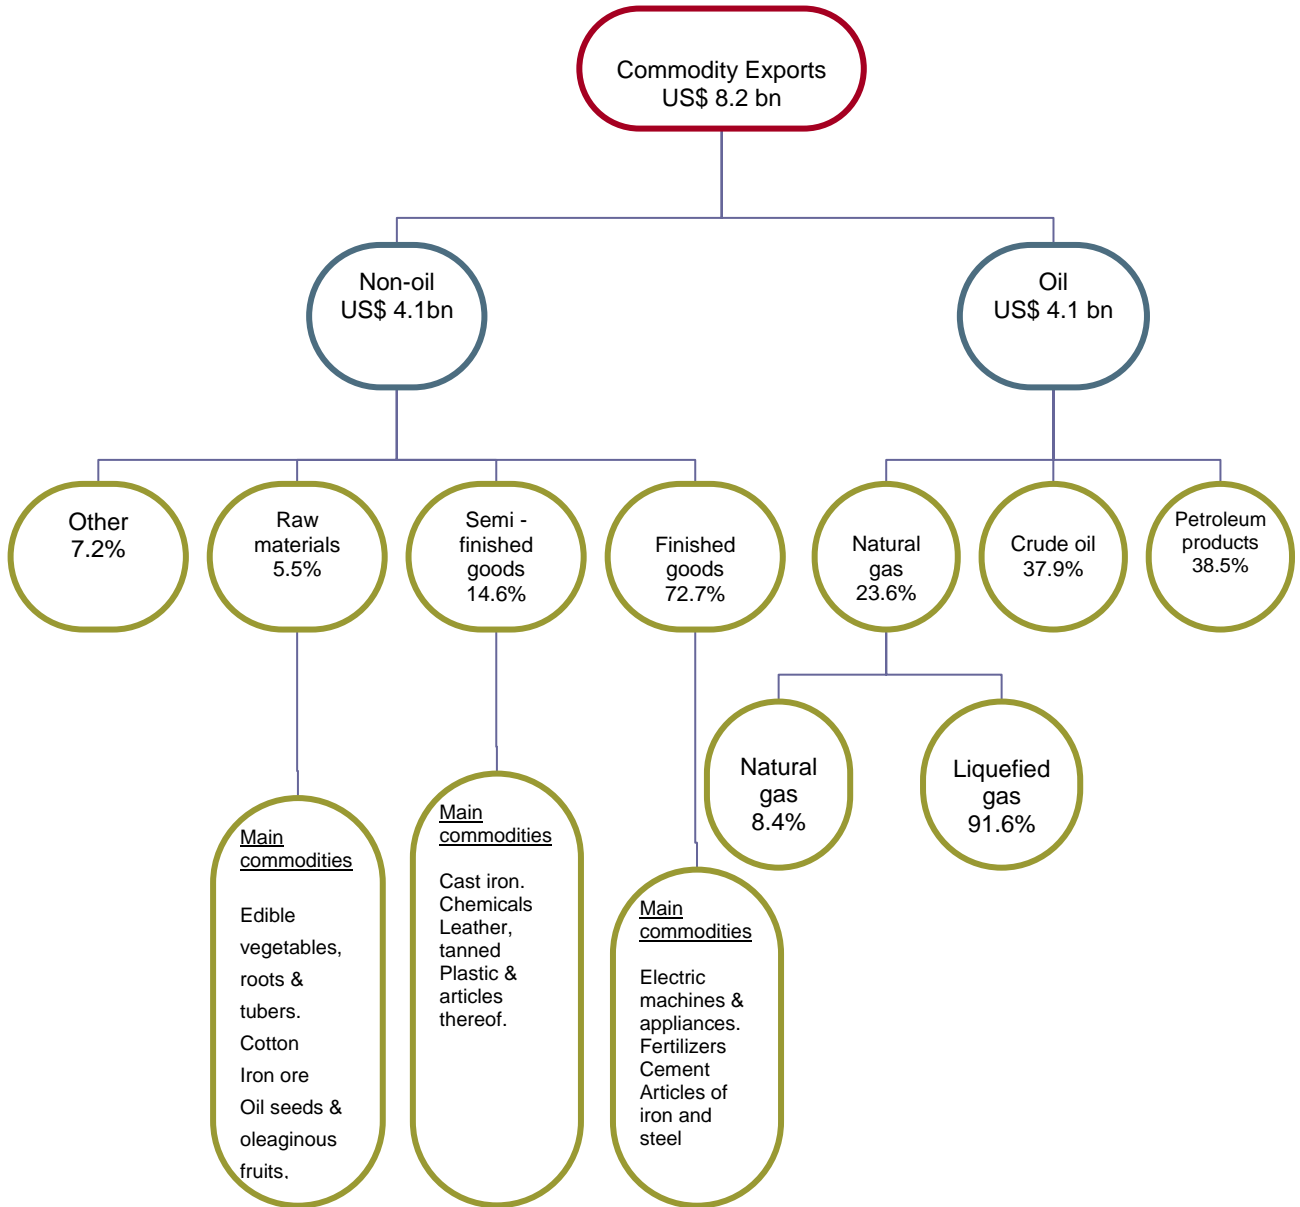 Commodity Exports
US$ 8.2 bn
Non-oil
US$ 4.1bn
Oil
US$ 4.1 bn
Other
7.2%
Raw
materials
5.5%
Semi -
finished
goods
14.6%
Finished
goods
72.7%
Natural
gas
23.6%
Crude oil
37.9%
Petroleum
products
38.5%
Natural
gas
8.4%
Liquefied
gas
91.6%
Main
commodities
Edible
vegetables,
roots &
tubers.
Cotton
Iron ore
Oil seeds &
oleaginous
fruits.
Main
commodities
Cast iron.
Chemicals
Leather,
tanned
Plastic &
articles
thereof.
Main
commodities
Electric
machines &
appliances.
Fertilizers
Cement
Articles of
iron and
steel